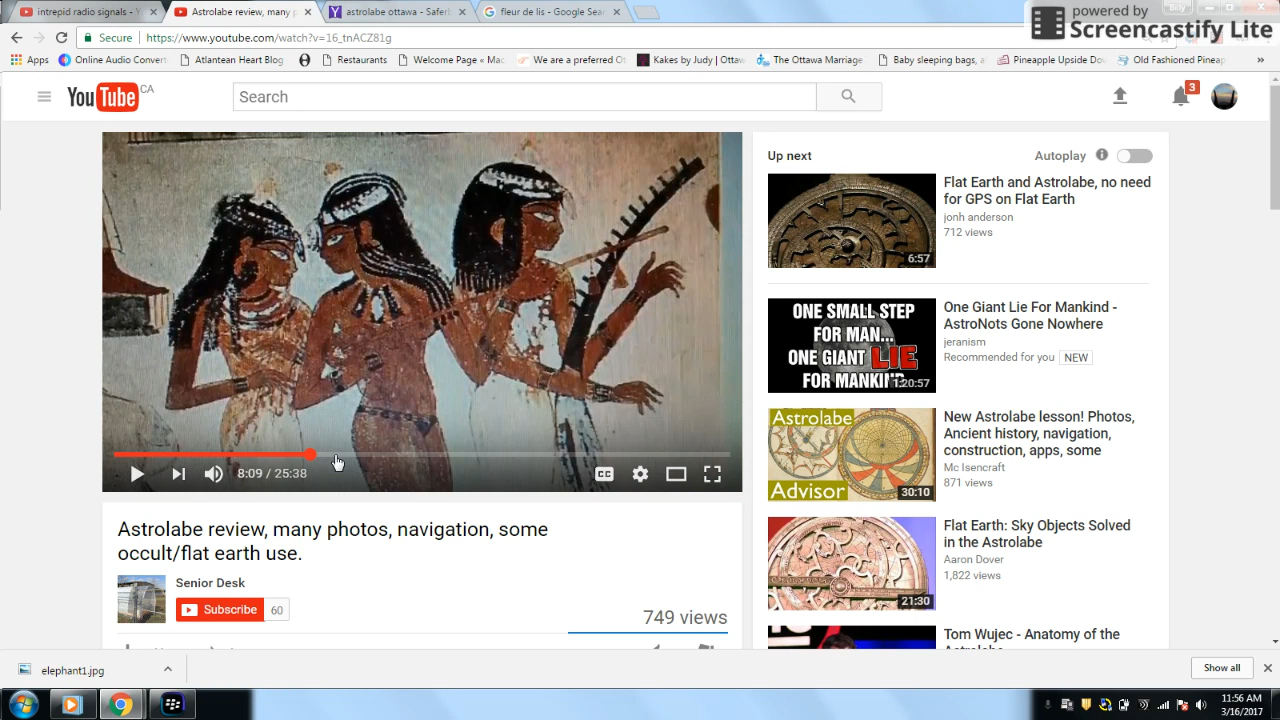 intrepid radio signals - Y
Astrolabe review, many p
astrolabe ottawa - Saferb
fleur de lis - Google Sear
powered by
Screencastify Lite
Secure
https://www.youtube.com/watch?v=16_tnACZ81g
Apps
Online Audio Convert
Atlantean Heart Blog
Restaurants
Welcome Page « Mac
We are a preferred Ot
Kakes by Judy | Ottaw
The Ottawa Marriage
Baby sleeping bags, a
Pineapple Upside Dov
Old Fashioned Pineap
»
YouTube CA
Search
3
Up next
Autoplay
Flat Earth and Astrolabe, no need
for GPS on Flat Earth
jonh anderson
712 views
6:57
ONE SMALL STEP
FOR MAN...
ONE GIANT LIE
FOR MANKIND
1:20:57
One Giant Lie For Mankind -
AstroNots Gone Nowhere
jeranism
Recommended for you NEW
Astrolabe
Advisor
30:10
New Astrolabe lesson! Photos,
Ancient history, navigation,
construction, apps, some
Mc Isencraft
871 views
21:30
Flat Earth: Sky Objects Solved
in the Astrolabe
Aaron Dover
1,822 views
Tom Wujec - Anatomy of the
Astrolabe
8:09 / 25:38
CC
Astrolabe review, many photos, navigation, some
occult/flat earth use.
Senior Desk
Subscribe 60
749 views
elephant1.jpg
Show all
11:56 AM
3/16/2017